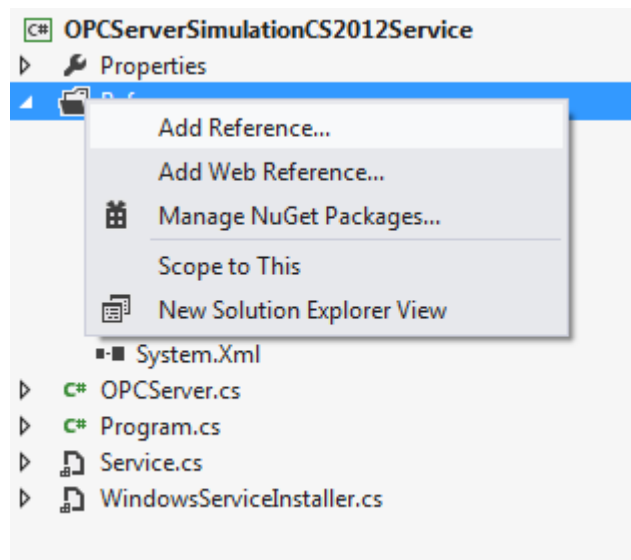 C# OPCServerSimulationCS2012Service
Properties
Add Reference...
Add Web Reference...
Manage NuGet Packages...
Scope to This
New Solution Explorer View
System.Xml
C# OPCServer.cs
C# Program.cs
Service.cs
WindowsServiceInstaller.cs